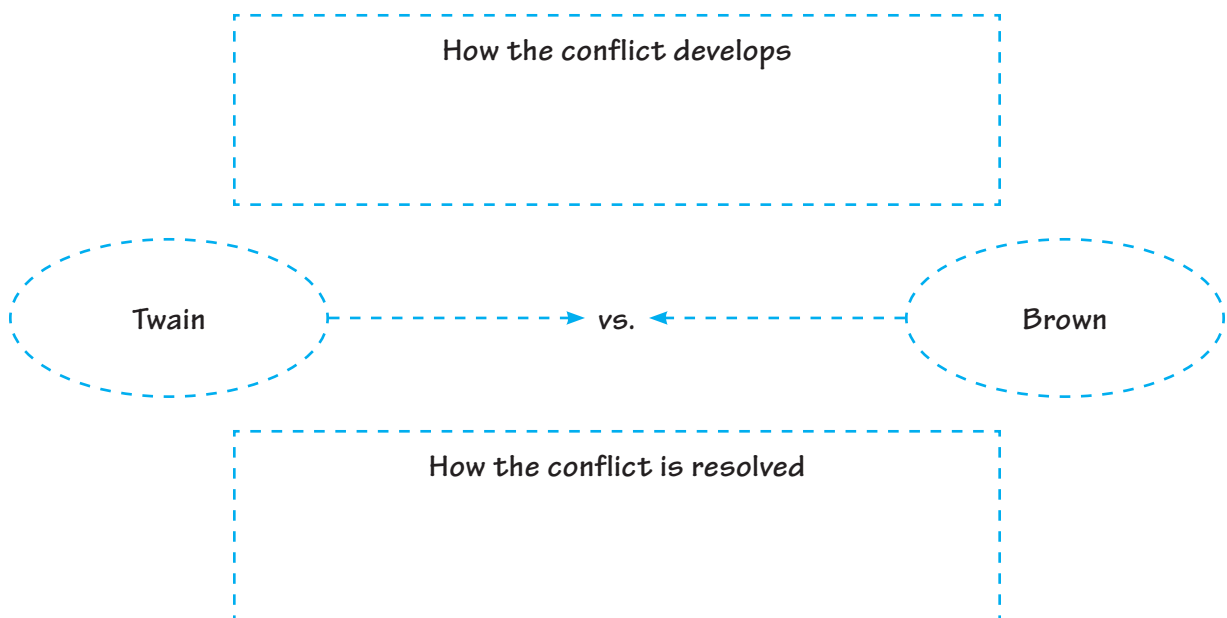 How the conflict develops
Twain
vs.
Brown
How the conflict is resolved